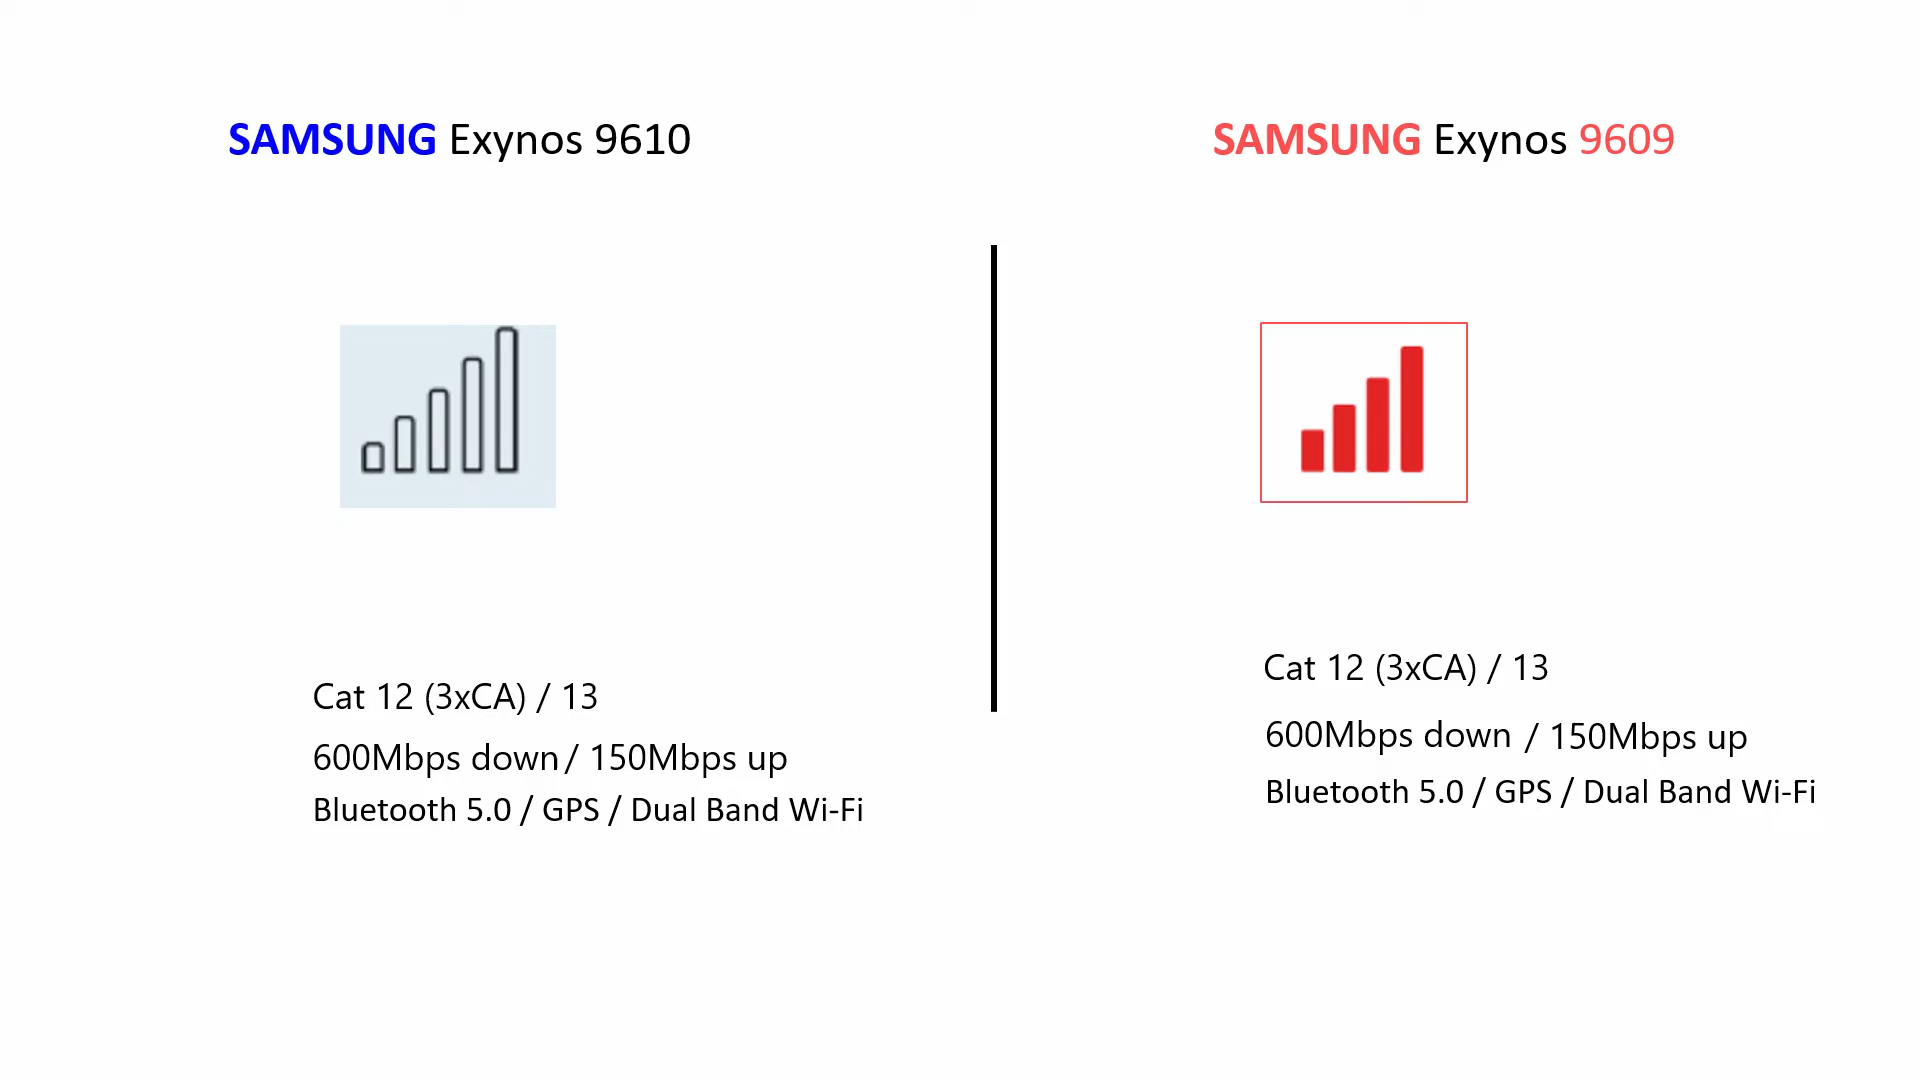 SAMSUNG Exynos 9610
Cat 12 (3xCA) / 13
600Mbps down / 150Mbps up
Bluetooth 5.0 / GPS / Dual Band Wi-Fi
SAMSUNG Exynos 9609
Cat 12 (3xCA) / 13
600Mbps down / 150Mbps up
Bluetooth 5.0 / GPS / Dual Band Wi-Fi